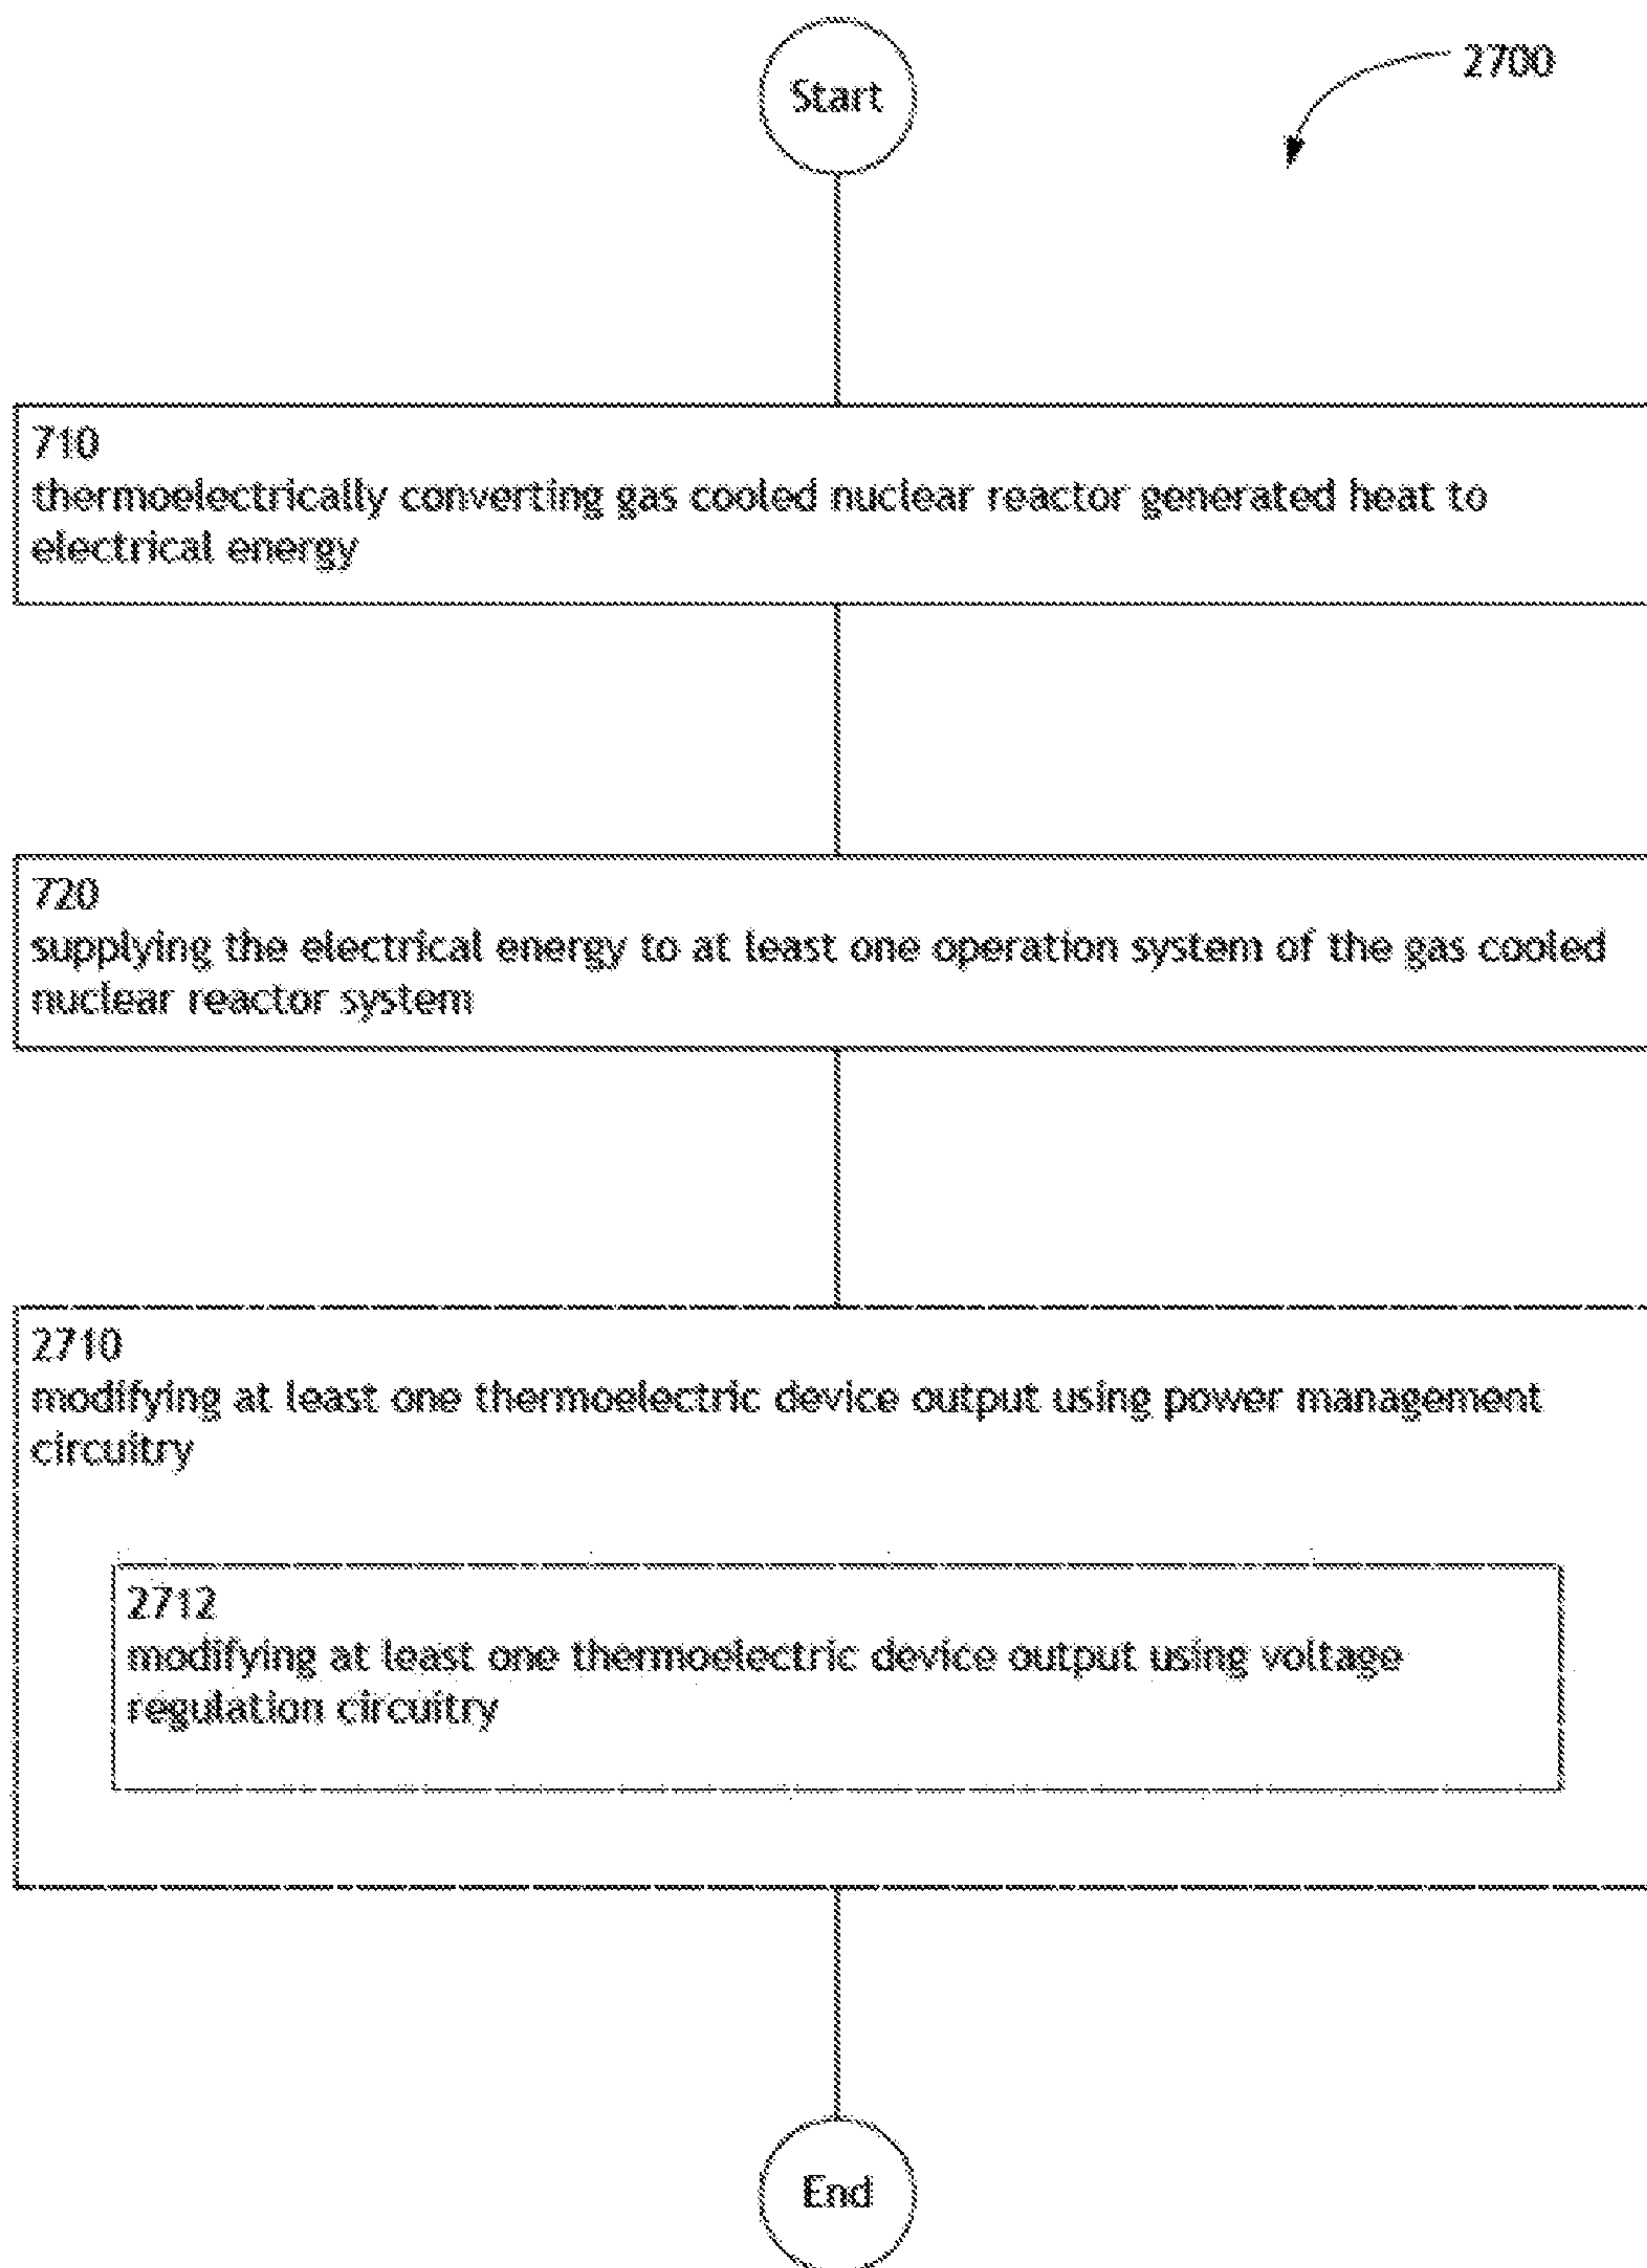 Start
2700
710
thermoelectrically converting gas cooled nuclear reactor generated heat to
electrical energy
720
supplying the electrical energy to at least one operation system of the gas cooled
nuclear reactor system
2710
modifying at least one thermoelectric device output using power management
circuitry
2712
modifying at least one thermoelectric device output using voltage
regulation circuitry
End